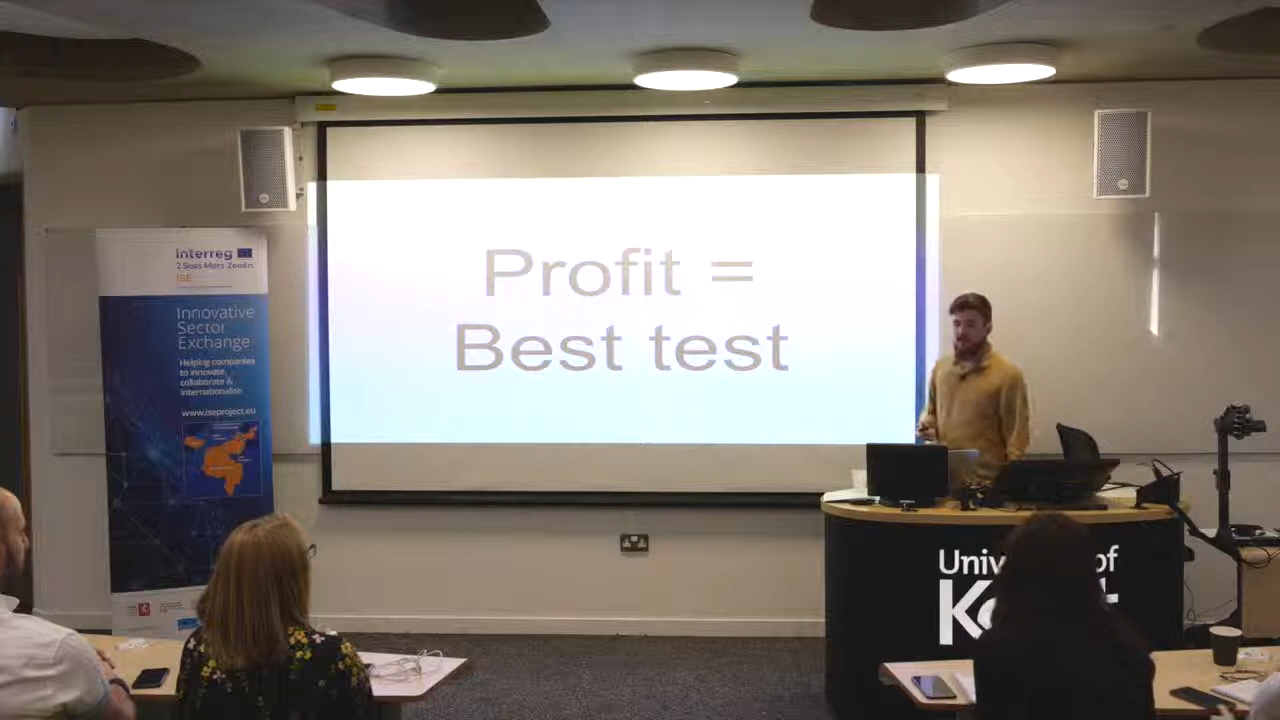 Profit =
Best test
Interreg
2 Seas Mers Zeeën
ISE
Innovative
Sector
Exchange
Helping companies
to innovate,
collaborate &
internationalise
www.iseproject.eu
of